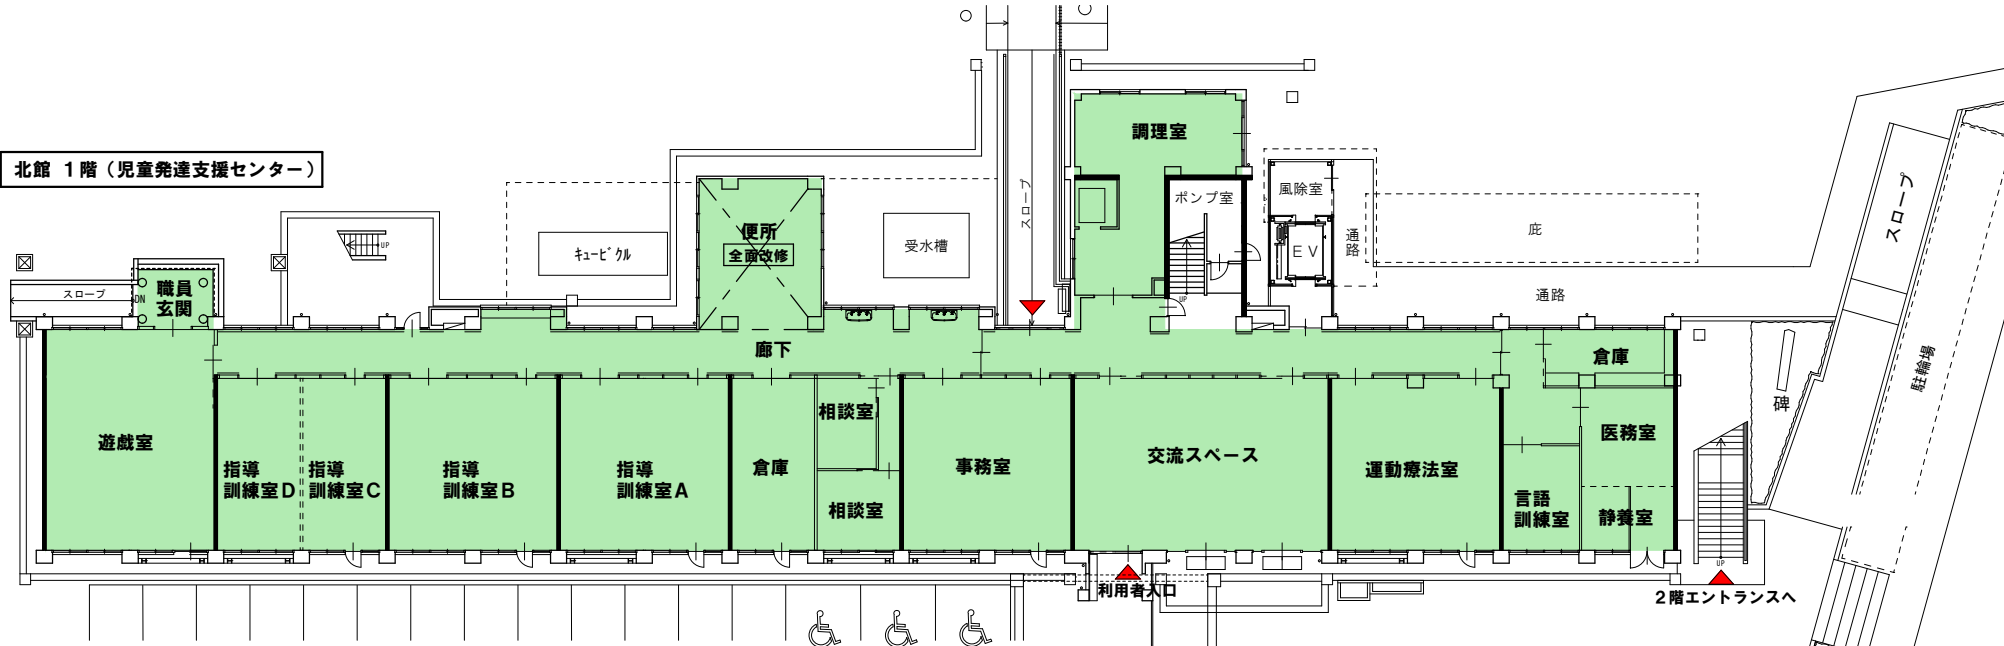 北館 1階（児童発達支援センター）
調理室
ポンプ室
風除室
EV
通路
庇
スロープ
スロープ
便所
全面改修
受水槽
ｷｭｰﾋﾞｸﾙ
UP
職員
玄関
スロープ
DN
UP
通路
廊下
倉庫
駐輪場
碑
遊戯室
指導
訓練室D
指導
訓練室C
指導
訓練室B
指導
訓練室A
倉庫
相談室
相談室
事務室
交流スペース
運動療法室
言語
訓練室
医務室
静養室
UP
利用者入口
2階エントランスへ